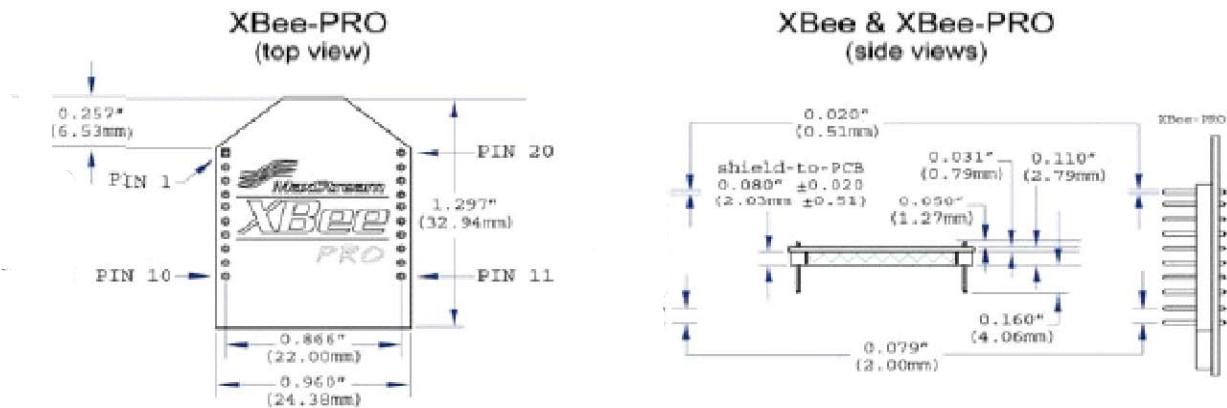 XBee-PRO
(top view)
0.257"
(6.53mm)
PIN 1
PIN 20
MaxStream
XBee
PRO
1.297"
(32.94mm)
PIN 10
PIN 11
0.866"
(22.00mm)
0.960"
(24.38mm)
XBee & XBee-PRO
(side views)
0.020"
(0.51mm)
XBee-PRO
shield-to-PCB
0.080" ±0.020
(2.03mm ±0.51)
0.031"
(0.79mm)
0.110"
(2.79mm)
0.050"
(1.27mm)
0.160"
(4.06mm)
0.079"
(2.00mm)